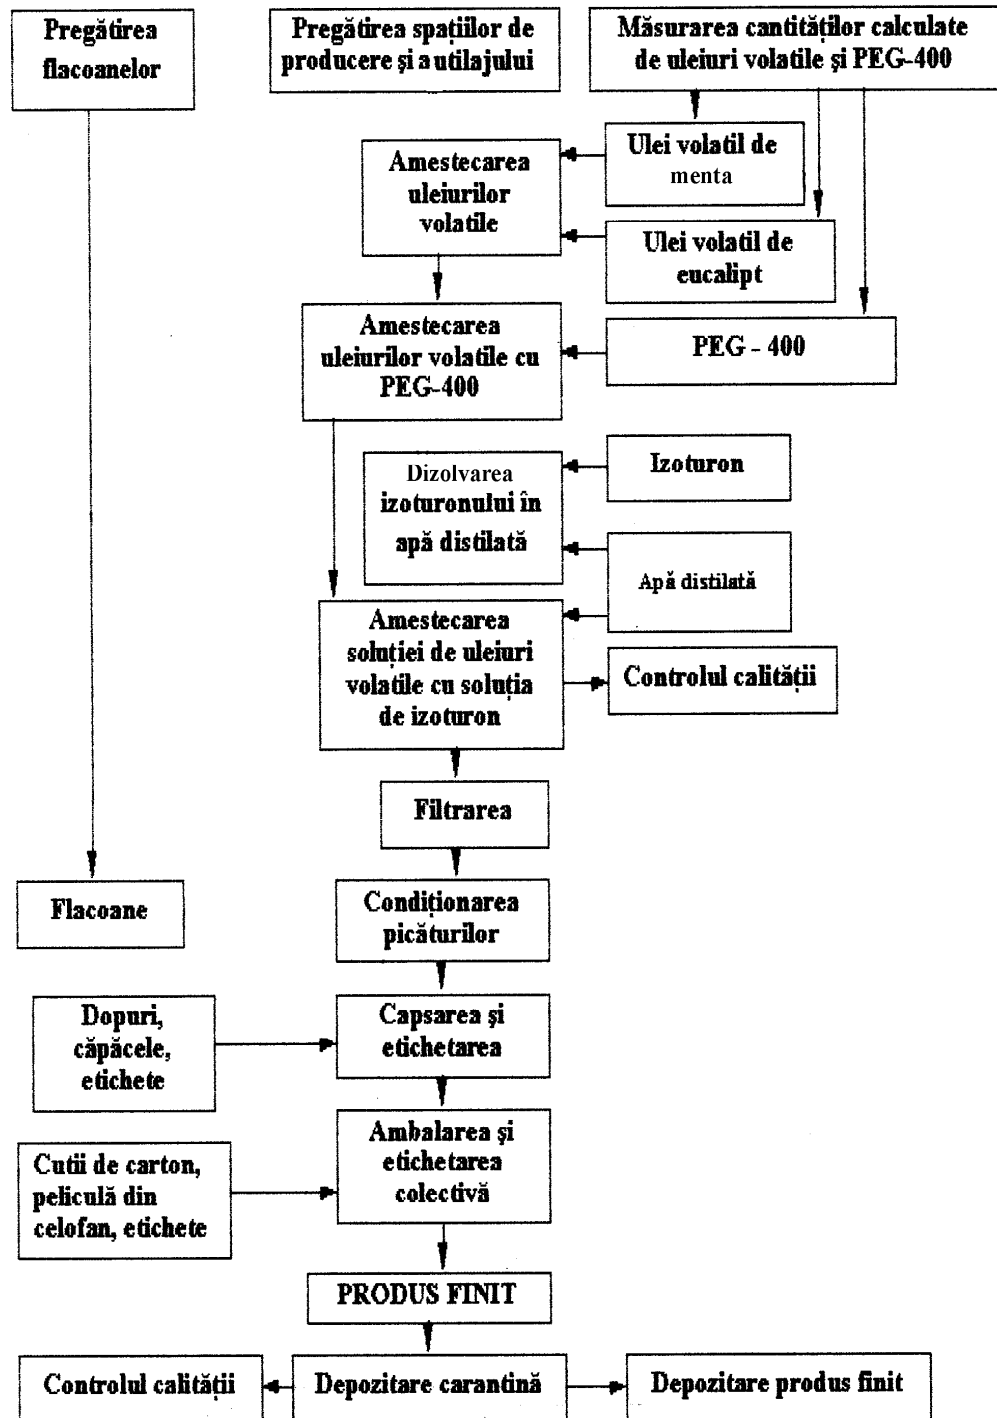 Pregătirea
flacoanelor
Pregătirea spațiilor de
producere și a utilajului
Măsurarea cantităților calculate
de uleiuri volatile și PEG-400
Ulei volatil de
menta
Amestecarea
uleiurilor
volatile
Ulei volatil de
eucalipt
Amestecarea
uleiurilor volatile cu
PEG-400
PEG - 400
Dizolvarea
izoturonului în
apă distilată
Izoturon
Apă distilată
Amestecarea
soluției de uleiuri
volatile cu soluția
de izoturon
Controlul calității
Filtrarea
Flacoane
Condiționarea
picăturilor
Dopuri,
căpăcele,
etichete
Capsarea și
etichetarea
Cutii de carton,
peliculă din
celofan, etichete
Ambalarea și
etichetarea
colectivă
PRODUS FINIT
Controlul calității
Depozitare carantină
Depozitare produs finit